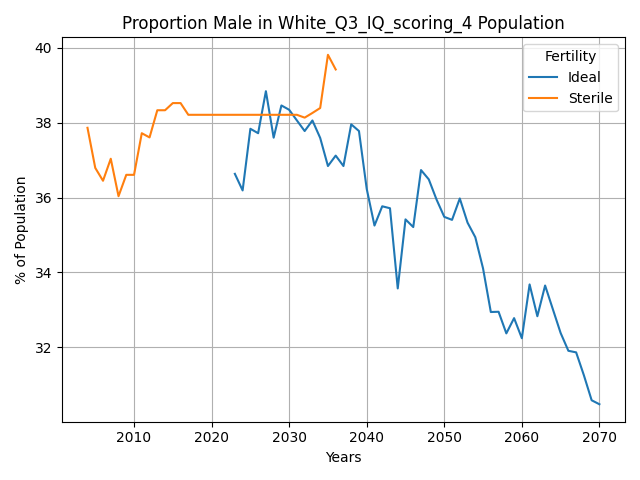 Proportion Male in White_Q3_IQ_scoring_4 Population
Fertility
Ideal
Sterile
% of Population
40
38
36
34
32
2010
2020
2030
2040
2050
2060
2070
Years